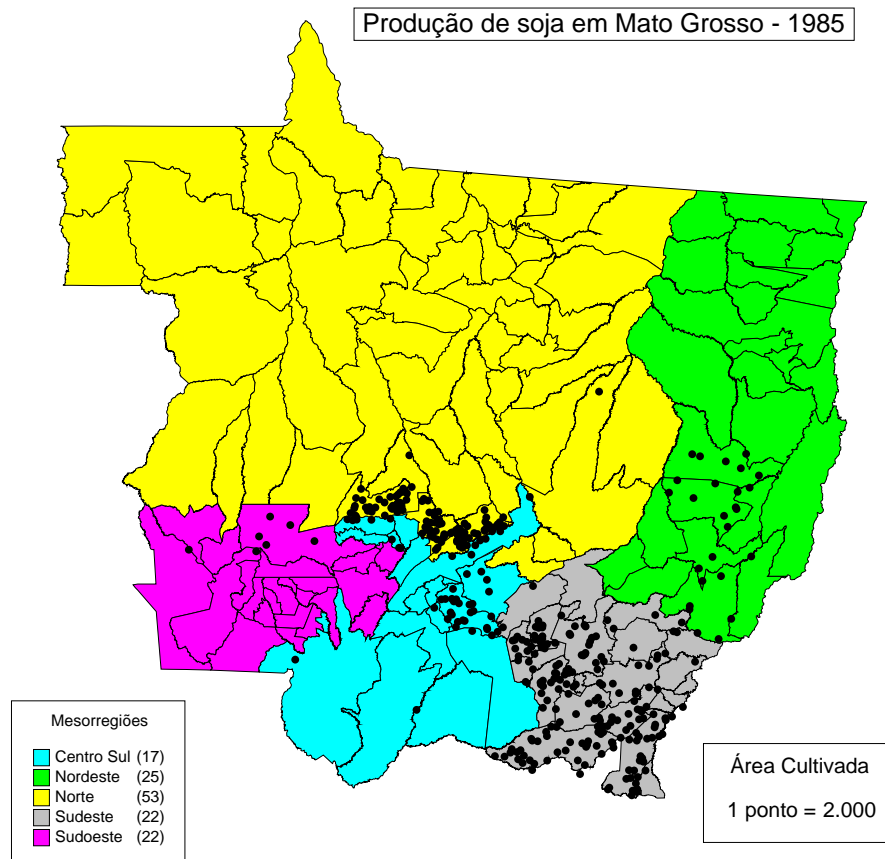 Produção de soja em Mato Grosso - 1985
Mesorregiões
Centro Sul (17)
Nordeste (25)
Norte (53)
Sudeste (22)
Sudoeste (22)
Área Cultivada
1 ponto = 2.000